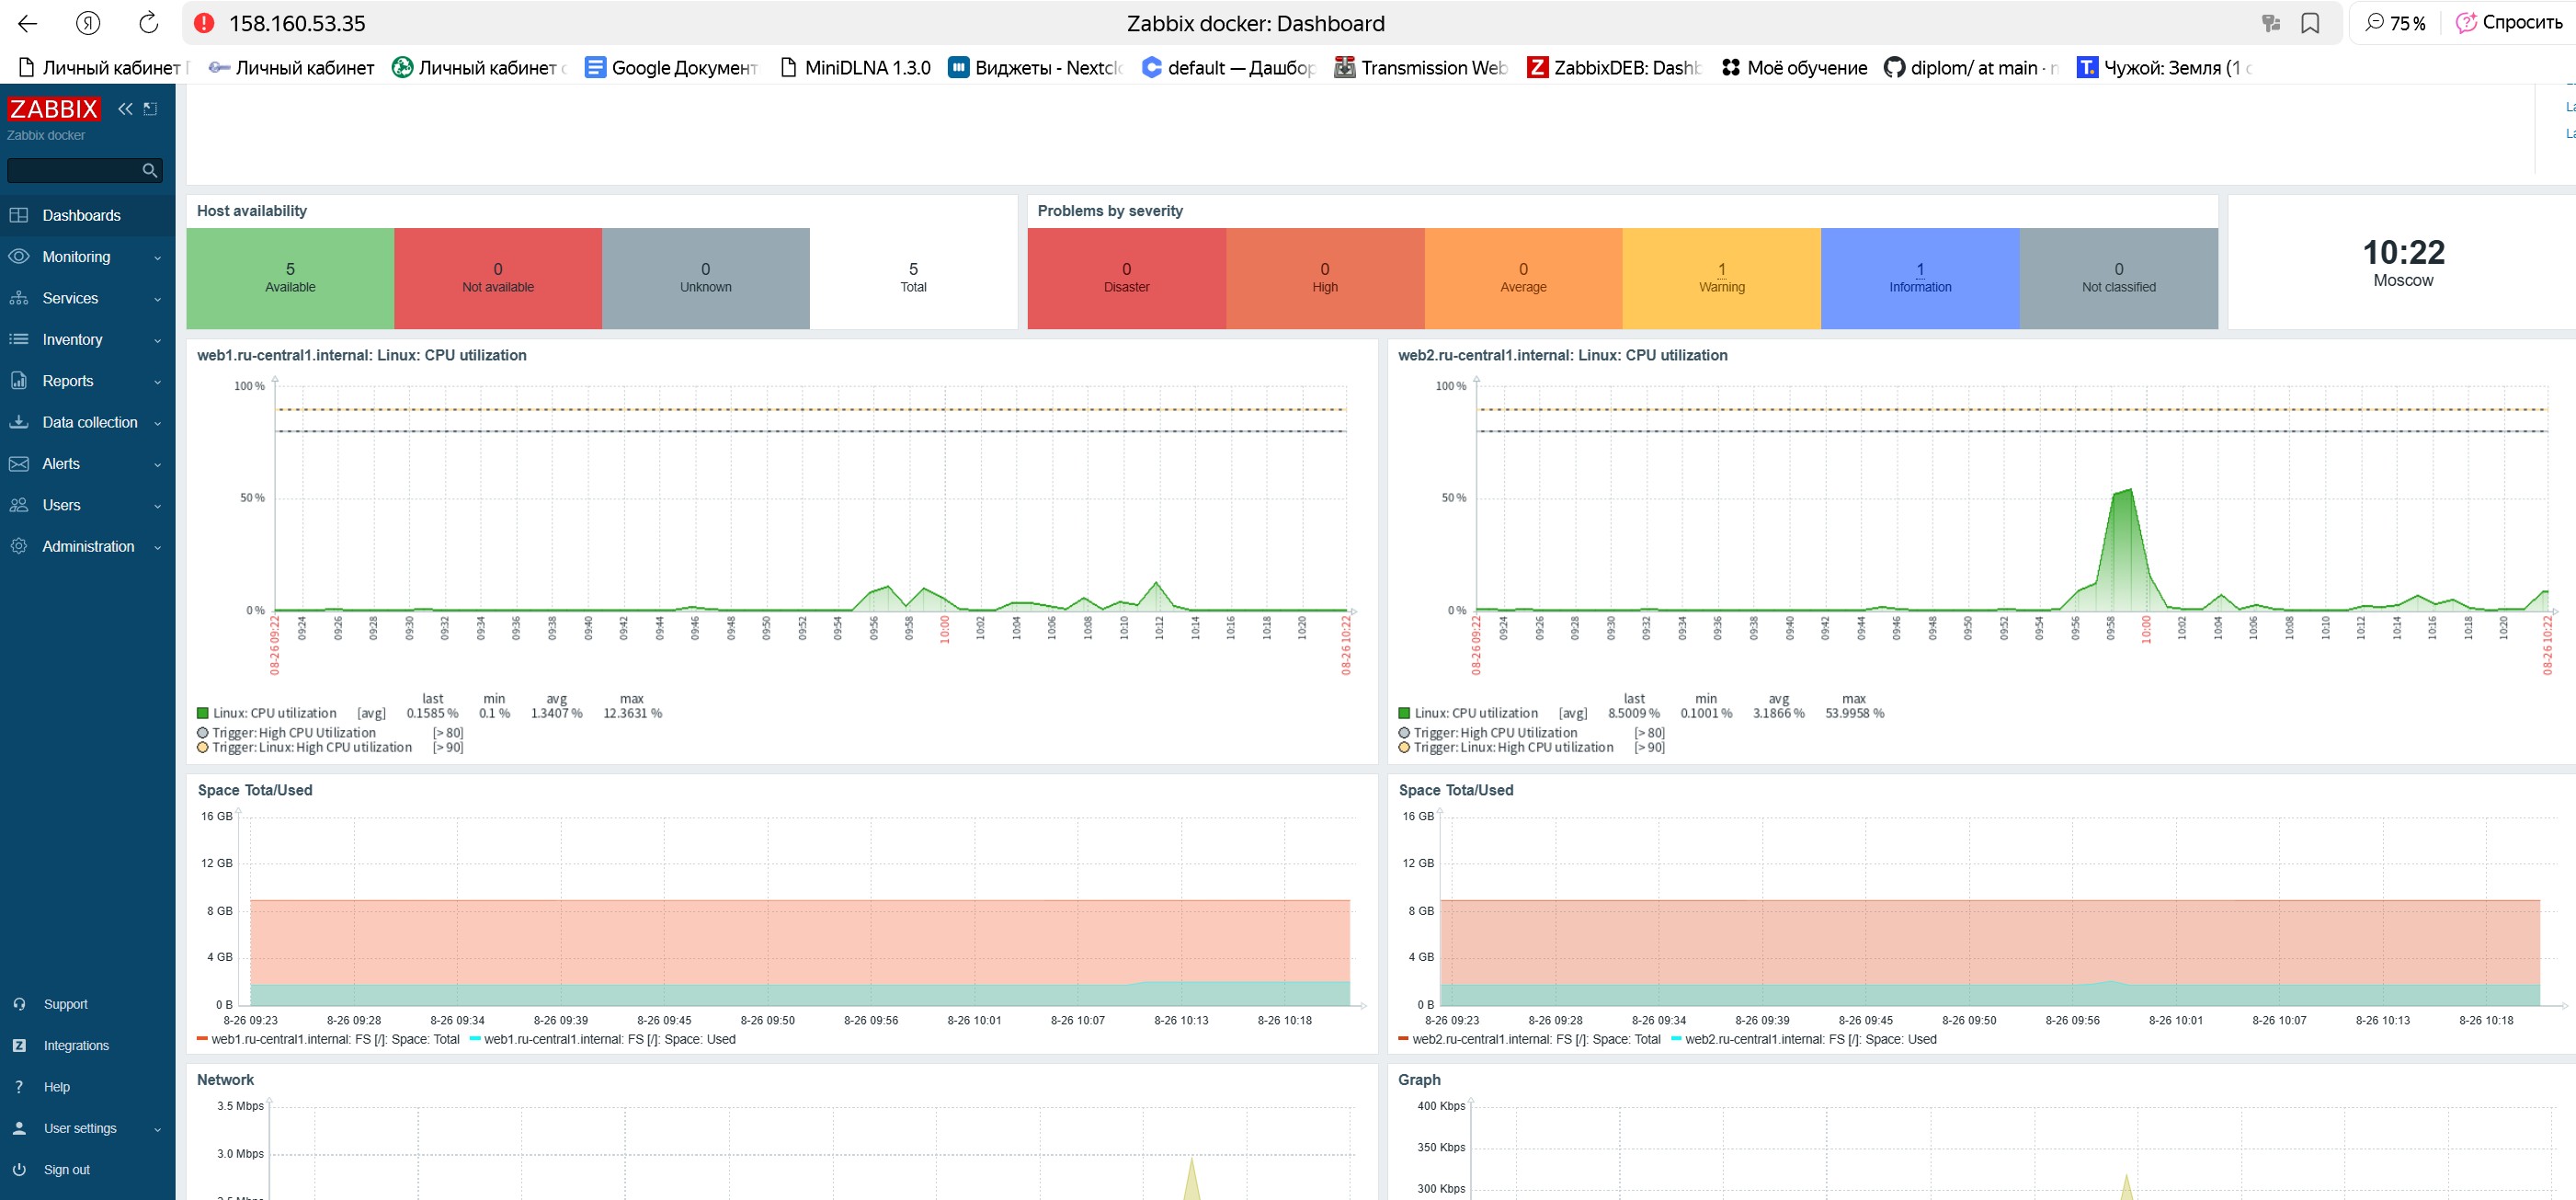 158.160.53.35
Zabbix docker: Dashboard
75 %
Спросить
Личный кабинет
Личный кабинет
Личный кабинет
Google Документ
MiniDLNA 1.3.0
Виджеты - Nextcl
default — Дашбор
Transmission Web
ZabbixDEB: Dashb
Моё обучение
diplom/ at main ·
Чужой: Земля (1
ZABBIX
Zabbix docker
Dashboards
Monitoring
Services
Inventory
Reports
Data collection
Alerts
Users
Administration
Support
Integrations
Help
User settings
Sign out
La
La
Host availability
5
Available
0
Not available
0
Unknown
5
Total
Problems by severity
0
Disaster
0
High
0
Average
1
Warning
1
Information
0
Not classified
10:22
Moscow
web1.ru-central1.internal: Linux: CPU utilization
100 %
50 %
0 %
08-26 09:22 09:24 09:26 09:28 09:30 09:32 09:34 09:36 09:38 09:40 09:42 09:44 09:46 09:48 09:50 09:52 09:54 09:56 09:58 10:00 10:02 10:04 10:06 10:08 10:10 10:12 10:14 10:16 10:18 10:20 08-26 10:22
last min avg max
Linux: CPU utilization [avg] 0.1585 % 0.1 % 1.3407 % 12.3631 %
Trigger: High CPU Utilization [> 80]
Trigger: Linux: High CPU utilization [> 90]
web2.ru-central1.internal: Linux: CPU utilization
100 %
50 %
0 %
08-26 09:22 09:24 09:26 09:28 09:30 09:32 09:34 09:36 09:38 09:40 09:42 09:44 09:46 09:48 09:50 09:52 09:54 09:56 09:58 10:00 10:02 10:04 10:06 10:08 10:10 10:12 10:14 10:16 10:18 10:20 08-26 10:22
last min avg max
Linux: CPU utilization [avg] 8.5009 % 0.1001 % 3.1866 % 53.9958 %
Trigger: High CPU Utilization [> 80]
Trigger: Linux: High CPU utilization [> 90]
Space Tota/Used
16 GB
12 GB
8 GB
4 GB
0 B
8-26 09:23 8-26 09:28 8-26 09:34 8-26 09:39 8-26 09:45 8-26 09:50 8-26 09:56 8-26 10:01 8-26 10:07 8-26 10:13 8-26 10:18
web1.ru-central1.internal: FS [/]: Space: Total web1.ru-central1.internal: FS [/]: Space: Used
Space Tota/Used
16 GB
12 GB
8 GB
4 GB
0 B
8-26 09:23 8-26 09:28 8-26 09:34 8-26 09:39 8-26 09:45 8-26 09:50 8-26 09:56 8-26 10:01 8-26 10:07 8-26 10:13 8-26 10:18
web2.ru-central1.internal: FS [/]: Space: Total web2.ru-central1.internal: FS [/]: Space: Used
Network
3.5 Mbps
3.0 Mbps
Graph
400 Kbps
350 Kbps
300 Kbps